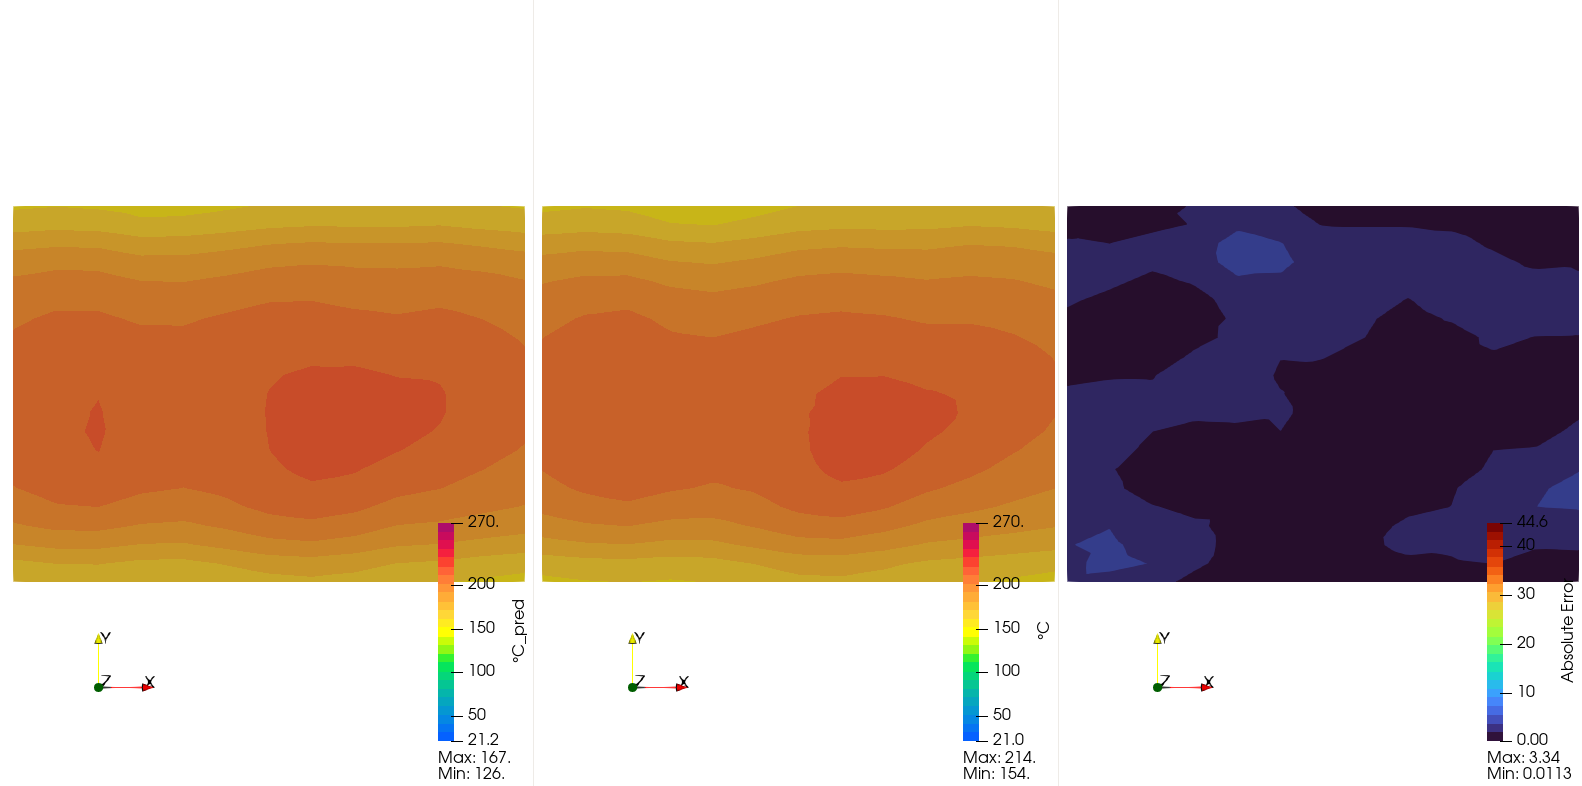 270.
200
150
100
50
21.2
°C_pred
Max: 167.
Min: 126.
Y
Z
X
270.
200
150
100
50
21.0
°C
Max: 214.
Min: 154.
Y
Z
X
44.6
40
30
20
10
0.00
Absolute Error
Max: 3.34
Min: 0.0113
Y
Z
X